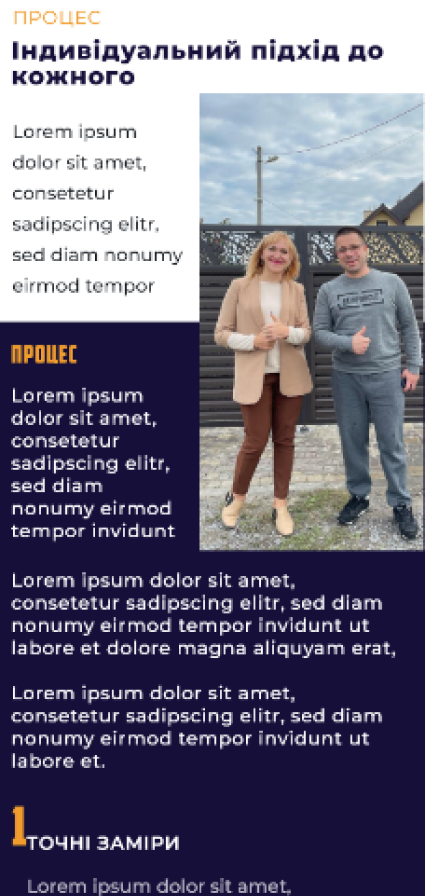 ПРОЦЕС
Індивідуальний підхід до
кожного
Lorem ipsum
dolor sit amet,
consetetur
sadipscing elitr,
sed diam nonumy
eirmod tempor
ПРОЦЕС
Lorem ipsum
dolor sit amet,
consetetur
sadipscing elitr,
sed diam
nonumy eirmod
tempor invidunt
Lorem ipsum dolor sit amet,
consetetur sadipscing elitr, sed diam
nonumy eirmod tempor invidunt ut
labore et dolore magna aliquyam erat,
Lorem ipsum dolor sit amet,
consetetur sadipscing elitr, sed diam
nonumy eirmod tempor invidunt ut
labore et.
1
ТОЧНІ ЗАМІРИ
Lorem ipsum dolor sit amet,